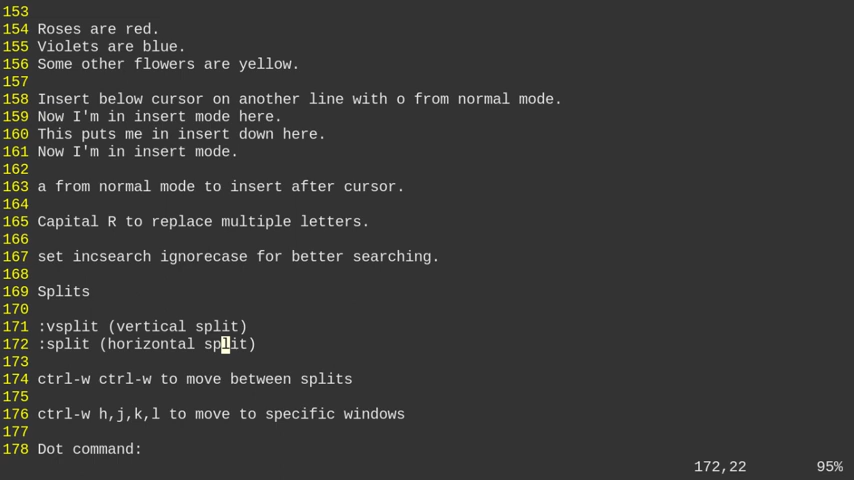 153
154 Roses are red.
155 Violets are blue.
156 Some other flowers are yellow.
157
158 Insert below cursor on another line with o from normal mode.
159 Now I'm in insert mode here.
160 This puts me in insert down here.
161 Now I'm in insert mode.
162
163 a from normal mode to insert after cursor.
164
165 Capital R to replace multiple letters.
166
167 set incsearch ignorecase for better searching.
168
169 Splits
170
171 :vsplit (vertical split)
172 :split (horizontal split)
173
174 ctrl-w ctrl-w to move between splits
175
176 ctrl-w h,j,k,l to move to specific windows
177
178 Dot command:
172,22 95%